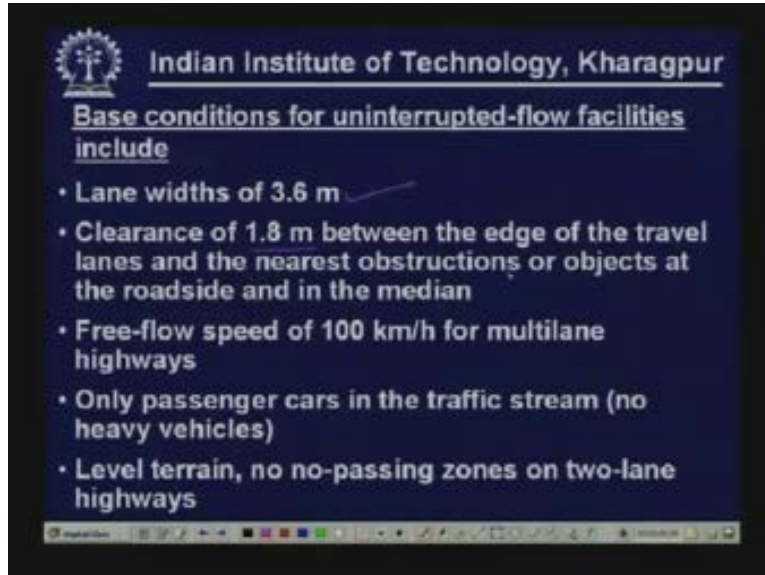 Indian Institute of Technology, Kharagpur
Base conditions for uninterrupted-flow facilities
include
• Lane widths of 3.6 m
• Clearance of 1.8 m between the edge of the travel
lanes and the nearest obstructions or objects at
the roadside and in the median
• Free-flow speed of 100 km/h for multilane
highways
• Only passenger cars in the traffic stream (no
heavy vehicles)
• Level terrain, no no-passing zones on two-lane
highways